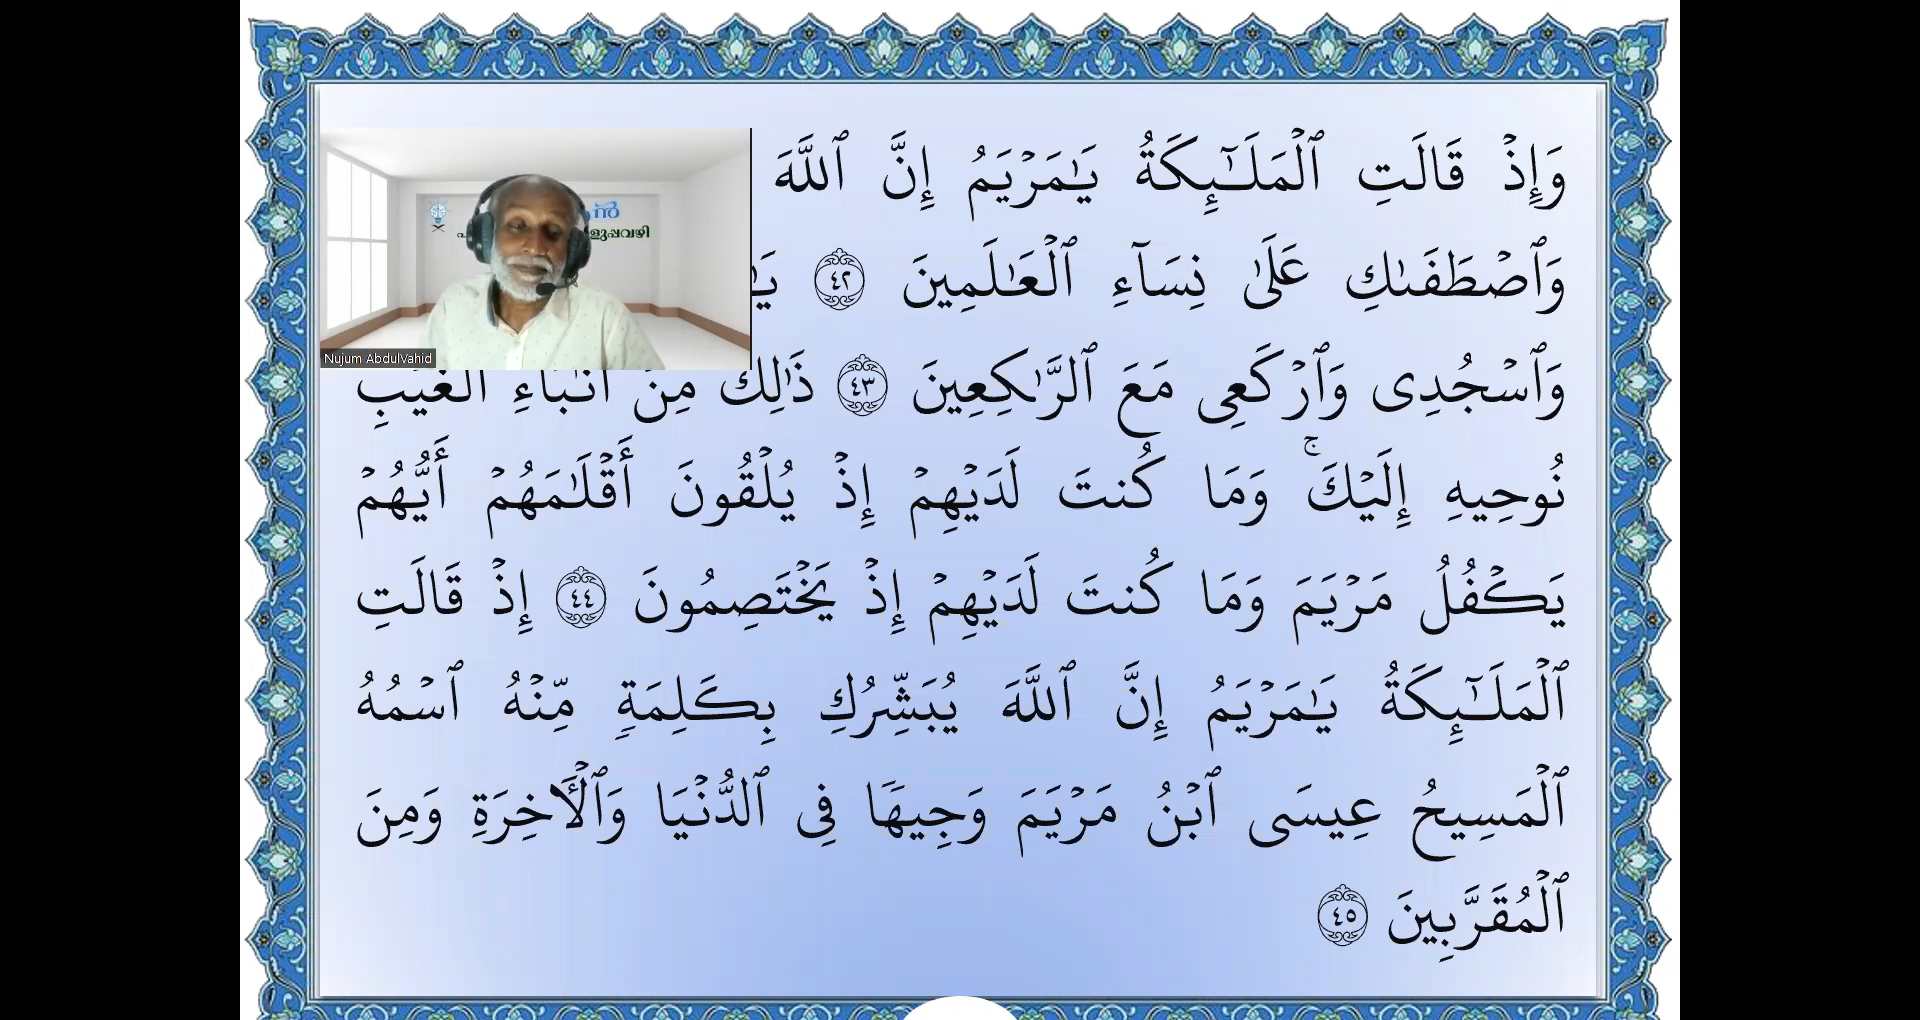 وَإِذْ قَالَتِ ٱلْمَلَـٰٓئِكَةُ يَـٰمَرْيَمُ إِنَّ ٱللَّهَ
وَٱصْطَفَىٰكِ عَلَىٰ نِسَآءِ ٱلْعَـٰلَمِينَ ٤٢
وَٱسْجُدِى وَٱرْكَعِى مَعَ ٱلرَّٰكِعِينَ ٤٣ ذَٰلِكَ مِنْ أَنۢبَآءِ ٱلْغَيْبِ
نُوحِيهِ إِلَيْكَ ۚ وَمَا كُنتَ لَدَيْهِمْ إِذْ يُلْقُونَ أَقْلَـٰمَهُمْ أَيُّهُمْ
يَكْفُلُ مَرْيَمَ وَمَا كُنتَ لَدَيْهِمْ إِذْ يَخْتَصِمُونَ ٤٤ إِذْ قَالَتِ
ٱلْمَلَـٰٓئِكَةُ يَـٰمَرْيَمُ إِنَّ ٱللَّهَ يُبَشِّرُكِ بِكَلِمَةٍ مِّنْهُ ٱسْمُهُ
ٱلْمَسِيحُ عِيسَى ٱبْنُ مَرْيَمَ وَجِيهًا فِى ٱلدُّنْيَا وَٱلْـَٔاخِرَةِ وَمِنَ
ٱلْمُقَرَّبِينَ ٤٥
Nujum AbdulVahid